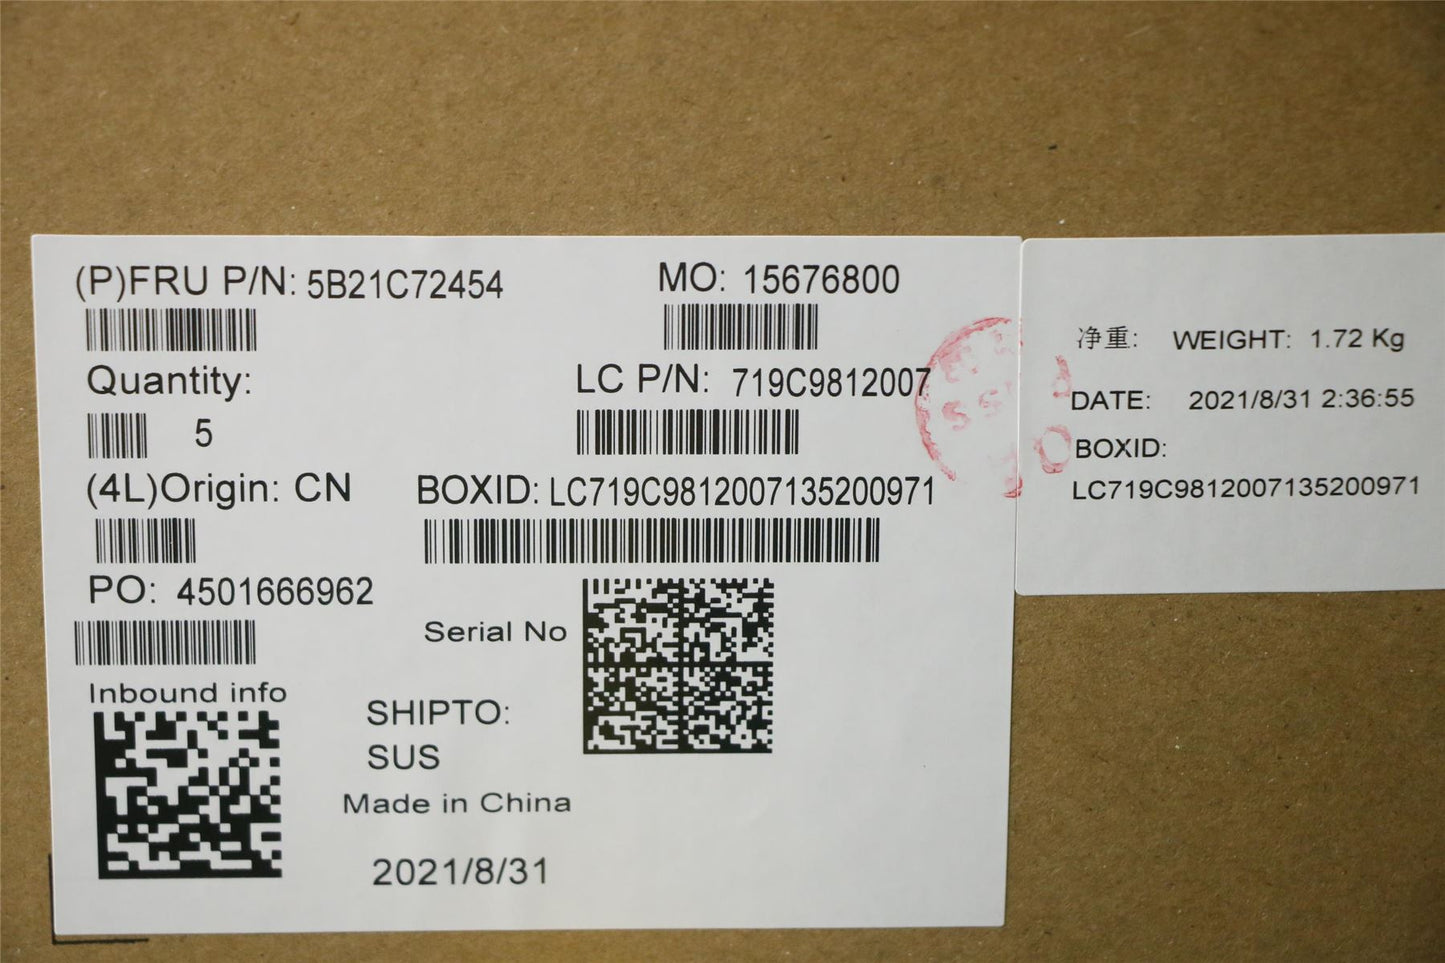 (P)FRU P/N: 5B21C72454
MO: 15676800
Quantity:
5
LC P/N: 719C9812007
(4L)Origin: CN
BOXID: LC719C9812007135200971
PO: 4501666962
Serial No
Inbound info
SHIPTO:
SUS
Made in China
2021/8/31
净重: WEIGHT: 1.72 Kg
DATE: 2021/8/31 2:36:55
BOXID:
LC719C9812007135200971